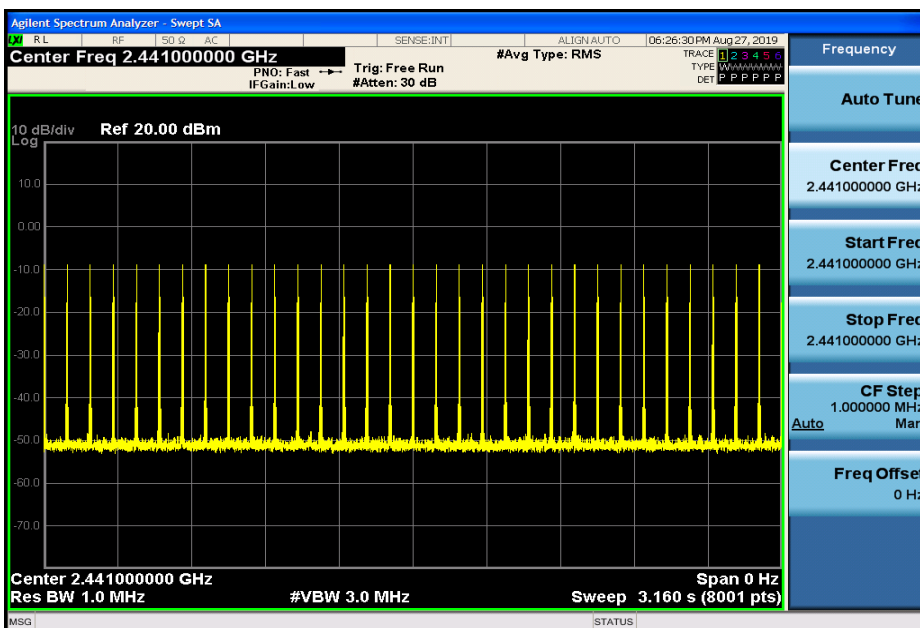 Agilent Spectrum Analyzer - Swept SA
LXI RL RF 50 Ω AC SENSE:INT ALIGN AUTO 06:26:30 PM Aug 27, 2019
Center Freq 2.441000000 GHz
PNO: Fast
IFGain:Low
Trig: Free Run
#Atten: 30 dB
#Avg Type: RMS
TRACE 1 2 3 4 5 6
TYPE WWWWWW
DET P P P P P P
10 dB/div Ref 20.00 dBm
Log
10.0
0.00
-10.0
-20.0
-30.0
-40.0
-50.0
-60.0
-70.0
Center 2.441000000 GHz Span 0 Hz
Res BW 1.0 MHz #VBW 3.0 MHz Sweep 3.160 s (8001 pts)
MSG STATUS
Frequency
Auto Tune
Center Freq
2.441000000 GHz
Start Freq
2.441000000 GHz
Stop Freq
2.441000000 GHz
CF Step
1.000000 MHz
Auto Man
Freq Offset
0 Hz